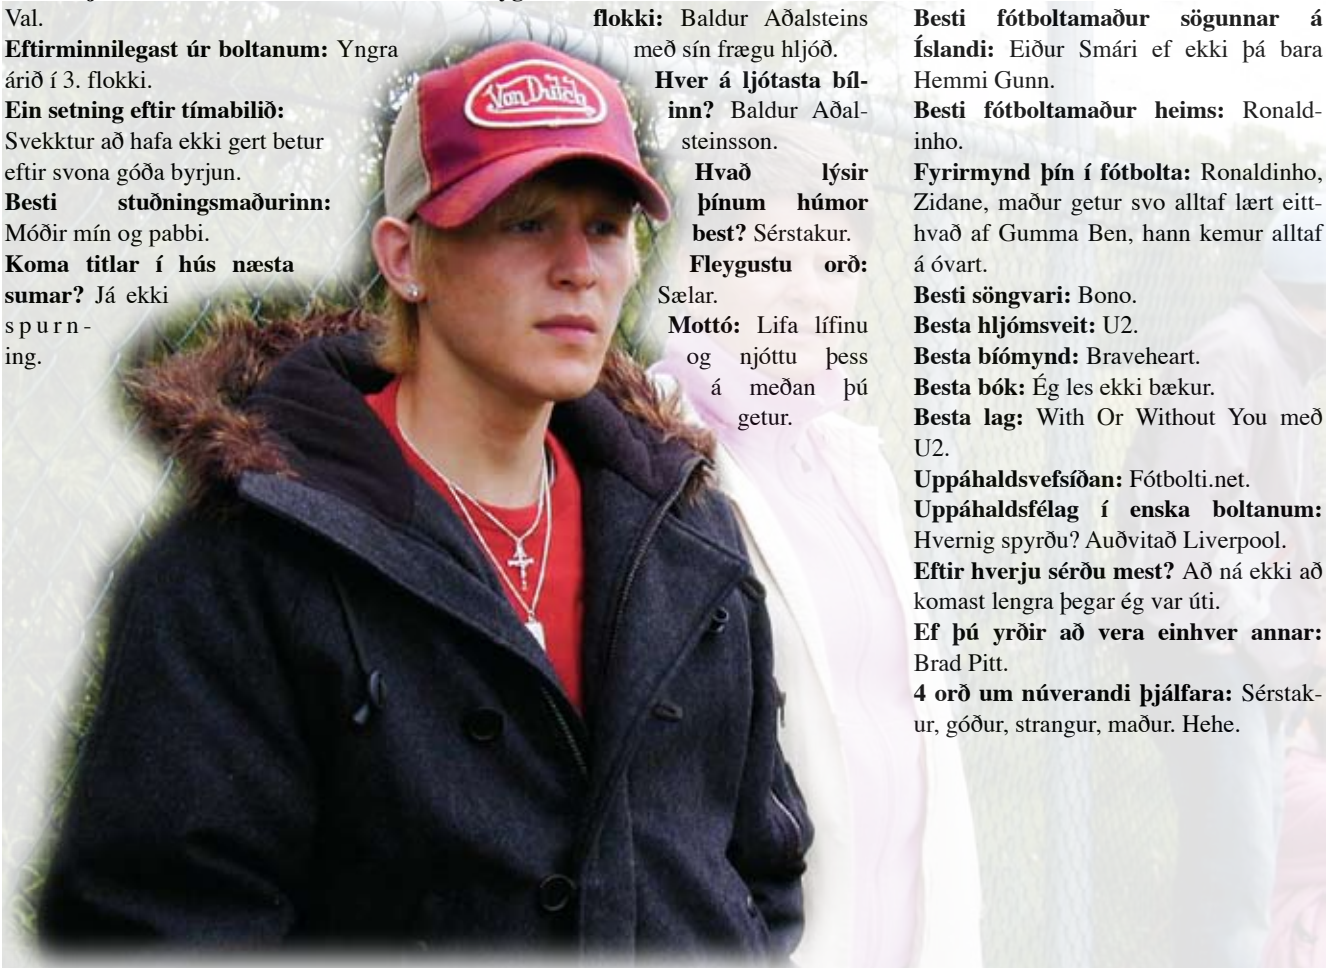 Val.
Eftirminnilegast úr boltanum: Yngra
árið í 3. flokki.
Ein setning eftir tímabilið:
Svekktur að hafa ekki gert betur
eftir svona góða byrjun.
Besti stuðningsmaðurinn:
Móðir mín og pabbi.
Koma titlar í hús næsta
sumar? Já ekki
spurn-
ing.
Von Dutch
flokki: Baldur Aðalsteins
með sín frægu hljóð.
Hver á ljótasta bíl-
inn? Baldur Aðal-
steinsson.
Hvað lýsir
þínum húmor
best? Sérstakur.
Fleygustu orð:
Sælar.
Mottó: Lifa lífinu
og njóttu þess
á meðan þú
getur.
Besti fótboltamaður sögunnar á
Íslandi: Eiður Smári ef ekki þá bara
Hemmi Gunn.
Besti fótboltamaður heims: Ronald-
inho.
Fyrirmynd þín í fótbolta: Ronaldinho,
Zidane, maður getur svo alltaf lært eitt-
hvað af Gumma Ben, hann kemur alltaf
á óvart.
Besti söngvari: Bono.
Besta hljómsveit: U2.
Besta bíómynd: Braveheart.
Besta bók: Ég les ekki bækur.
Besta lag: With Or Without You með
U2.
Uppáhaldsvefsíðan: Fótbolti.net.
Uppáhaldsfélag í enska boltanum:
Hvernig spyrðu? Auðvitað Liverpool.
Eftir hverju sérðu mest? Að ná ekki að
komast lengra þegar ég var úti.
Ef þú yrðir að vera einhver annar:
Brad Pitt.
4 orð um núverandi þjálfara: Sérstak-
ur, góður, strangur, maður. Hehe.